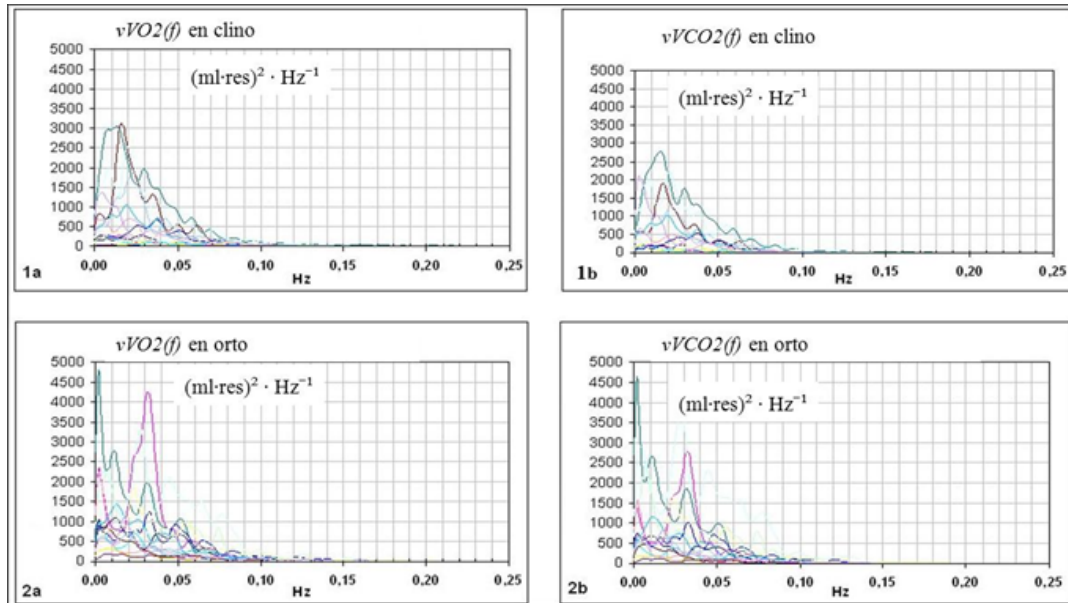 vVO2(f) en clino
(ml·res)² · Hz⁻¹
5000
4500
4000
3500
3000
2500
2000
1500
1000
500
0
0,00 0,05 0,10 0,15 0,20 0,25
Hz
1a
vVCO2(f) en clino
(ml·res)² · Hz⁻¹
5000
4500
4000
3500
3000
2500
2000
1500
1000
500
0
0,00 0,05 0,10 0,15 0,20 0,25
Hz
1b
vVO2(f) en orto
(ml·res)² · Hz⁻¹
5000
4500
4000
3500
3000
2500
2000
1500
1000
500
0
0,00 0,05 0,10 0,15 0,20 0,25
Hz
2a
vVCO2(f) en orto
(ml·res)² · Hz⁻¹
5000
4500
4000
3500
3000
2500
2000
1500
1000
500
0
0,00 0,05 0,10 0,15 0,20 0,25
Hz
2b